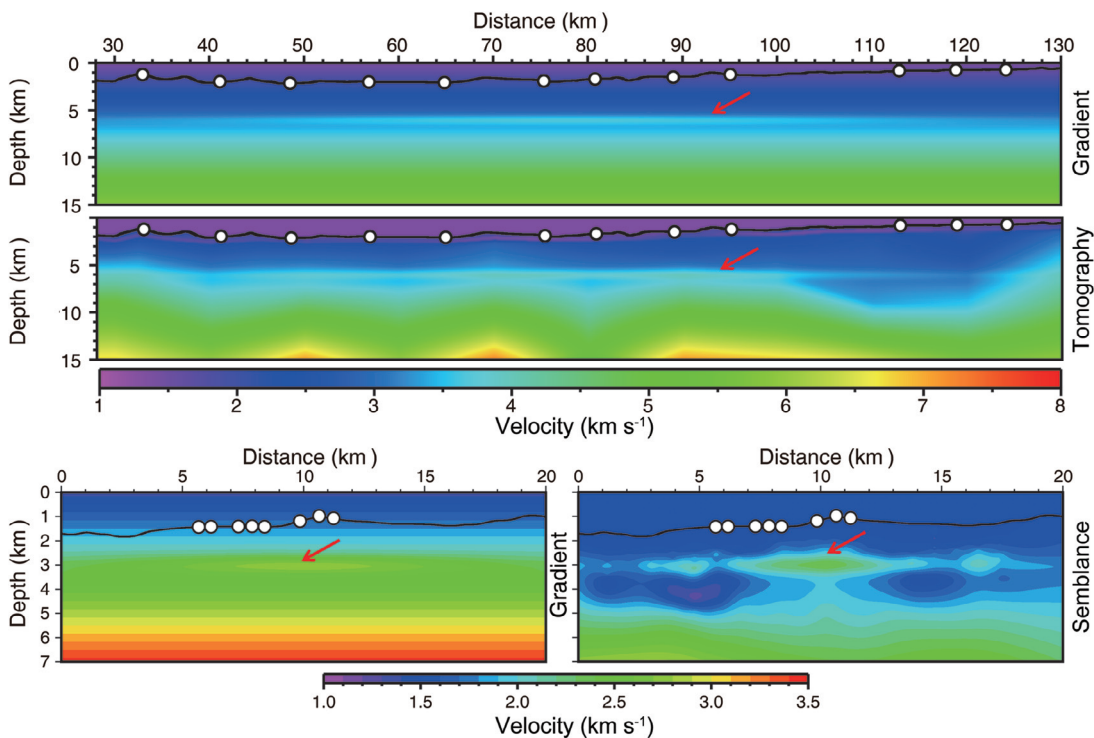 Distance (km )
30 40 50 60 70 80 90 100 110 120 130
0
5
10
15
Depth (km)
Gradient
0
5
10
15
Depth (km)
Tomography
1 2 3 4 5 6 7 8
Velocity (km s⁻¹)
Distance (km )
0 5 10 15 20
0
1
2
3
4
5
6
7
Depth (km)
Gradient
Distance (km )
0 5 10 15 20
Semblance
1.0 1.5 2.0 2.5 3.0 3.5
Velocity (km s⁻¹)